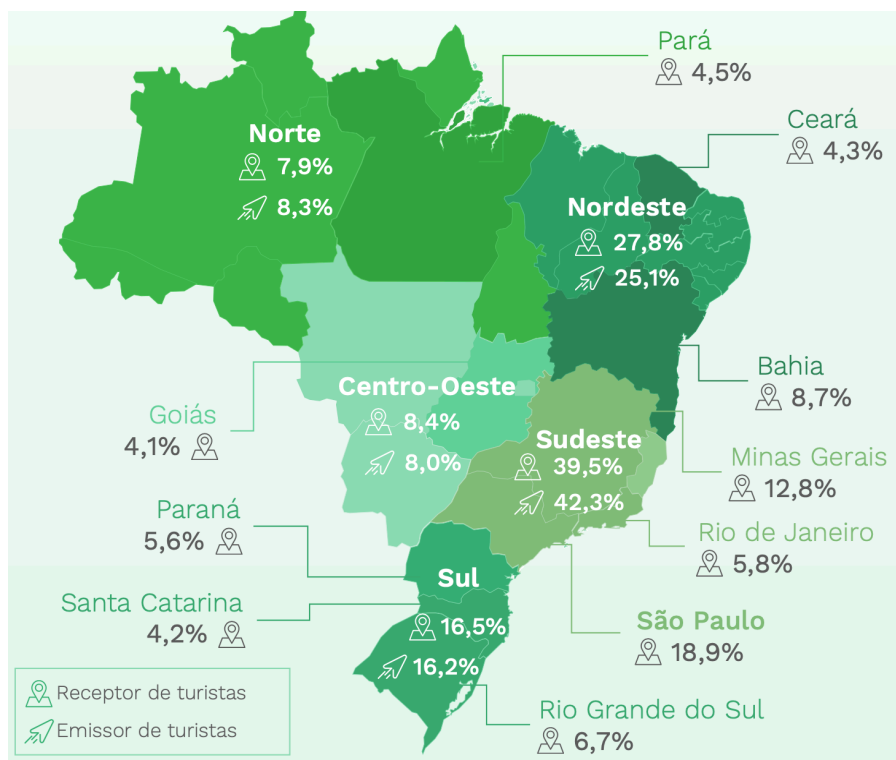 Pará
4,5%
Ceará
4,3%
Norte
7,9%
8,3%
Nordeste
27,8%
25,1%
Bahia
8,7%
Centro-Oeste
8,4%
8,0%
Goiás
4,1%
Sudeste
39,5%
42,3%
Minas Gerais
12,8%
Paraná
5,6%
Rio de Janeiro
5,8%
Sul
16,5%
16,2%
Santa Catarina
4,2%
São Paulo
18,9%
Rio Grande do Sul
6,7%
Receptor de turistas
Emissor de turistas